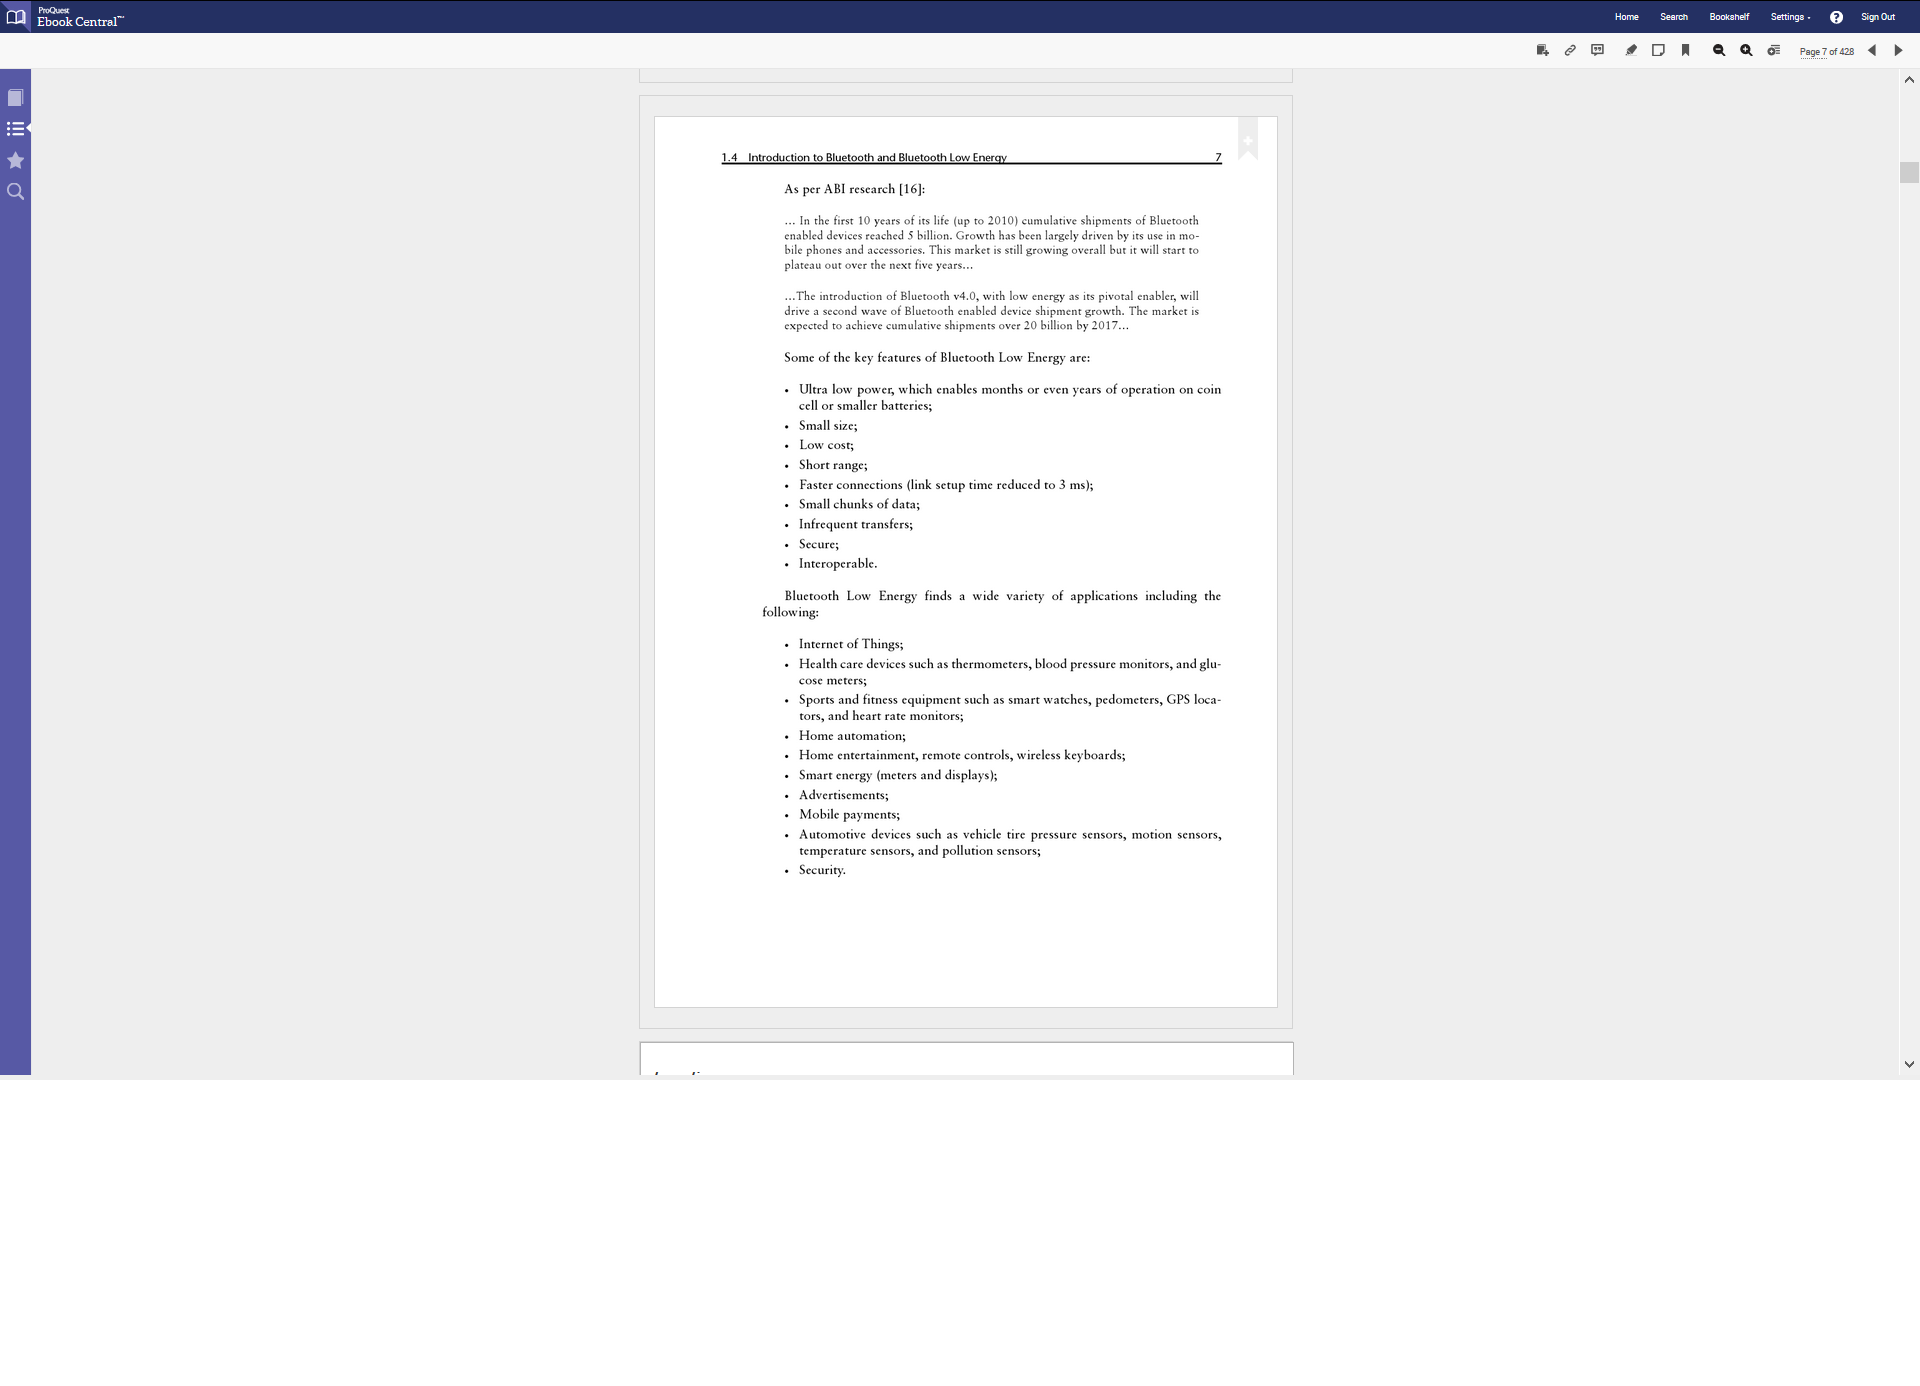 ProQuest
Ebook Central™
Home Search Bookshelf Settings Sign Out
Page 7 of 428
1.4 Introduction to Bluetooth and Bluetooth Low Energy 7
As per ABI research [16]:
... In the first 10 years of its life (up to 2010) cumulative shipments of Bluetooth
enabled devices reached 5 billion. Growth has been largely driven by its use in mo-
bile phones and accessories. This market is still growing overall but it will start to
plateau out over the next five years...
...The introduction of Bluetooth v4.0, with low energy as its pivotal enabler, will
drive a second wave of Bluetooth enabled device shipment growth. The market is
expected to achieve cumulative shipments over 20 billion by 2017...
Some of the key features of Bluetooth Low Energy are:
• Ultra low power, which enables months or even years of operation on coin
cell or smaller batteries;
• Small size;
• Low cost;
• Short range;
• Faster connections (link setup time reduced to 3 ms);
• Small chunks of data;
• Infrequent transfers;
• Secure;
• Interoperable.
Bluetooth Low Energy finds a wide variety of applications including the
following:
• Internet of Things;
• Health care devices such as thermometers, blood pressure monitors, and glu-
cose meters;
• Sports and fitness equipment such as smart watches, pedometers, GPS loca-
tors, and heart rate monitors;
• Home automation;
• Home entertainment, remote controls, wireless keyboards;
• Smart energy (meters and displays);
• Advertisements;
• Mobile payments;
• Automotive devices such as vehicle tire pressure sensors, motion sensors,
temperature sensors, and pollution sensors;
• Security.